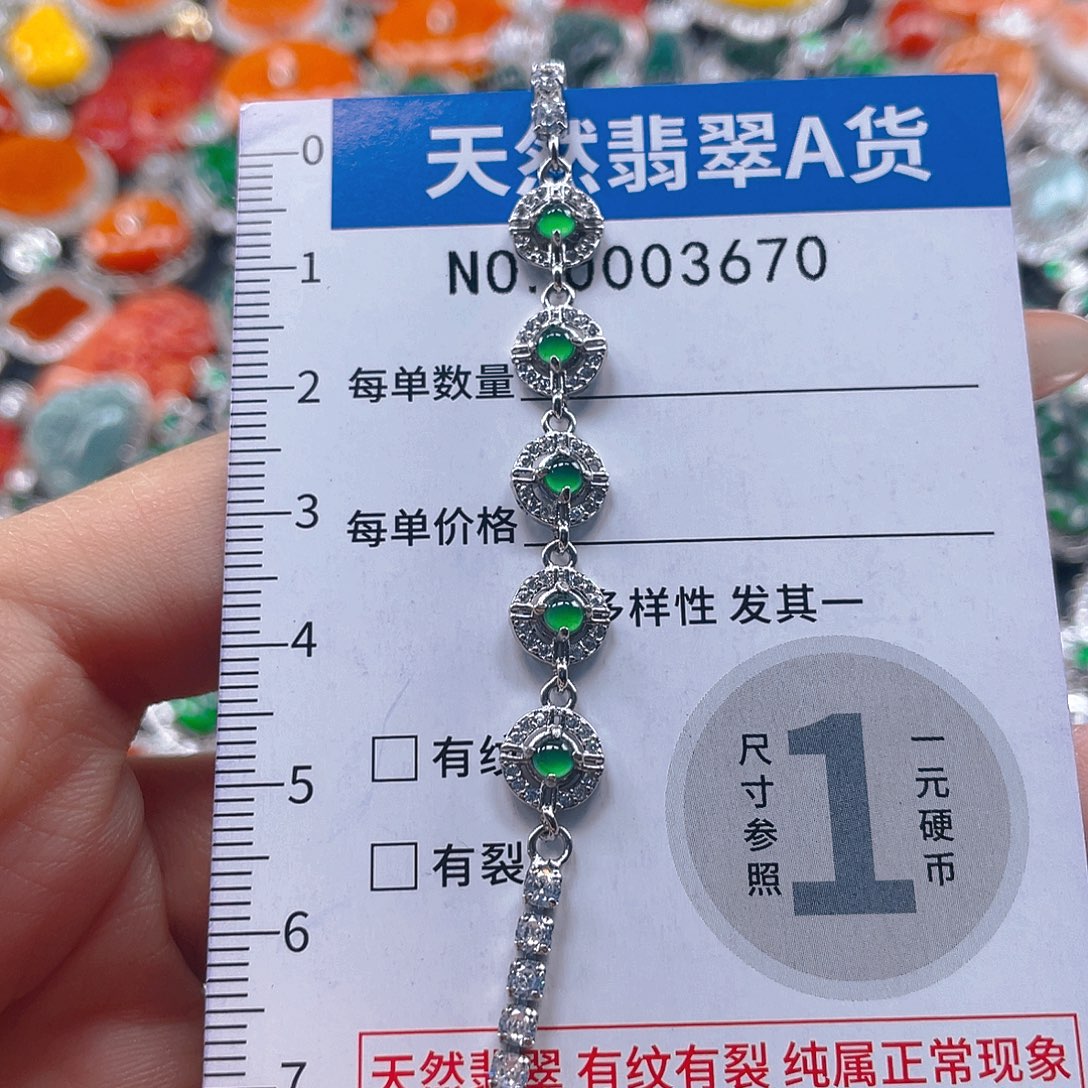 天然翡翠A货
0
NO.0003670
1
2
每单数量
3
每单价格
多样性 发其一
4
尺寸参照
1
一元硬币
有纹
5
有裂
6
天然翡翠 有纹有裂 纯属正常现象
7